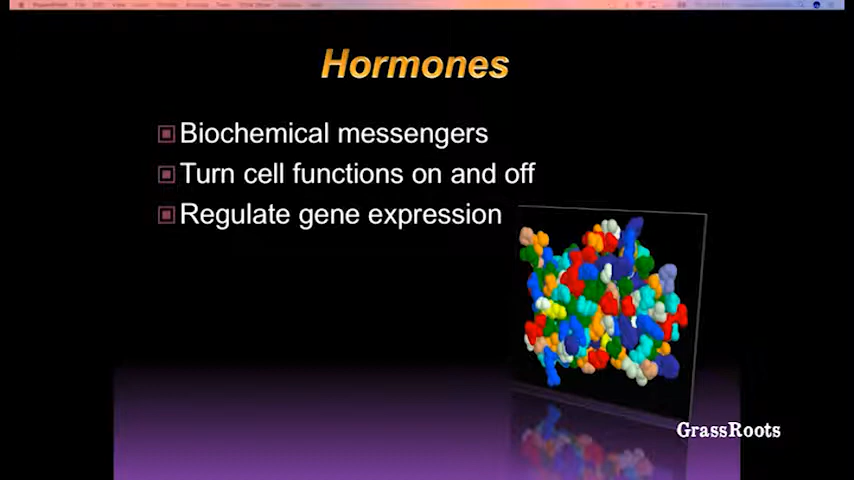 Hormones
Biochemical messengers
Turn cell functions on and off
Regulate gene expression
GrassRoots